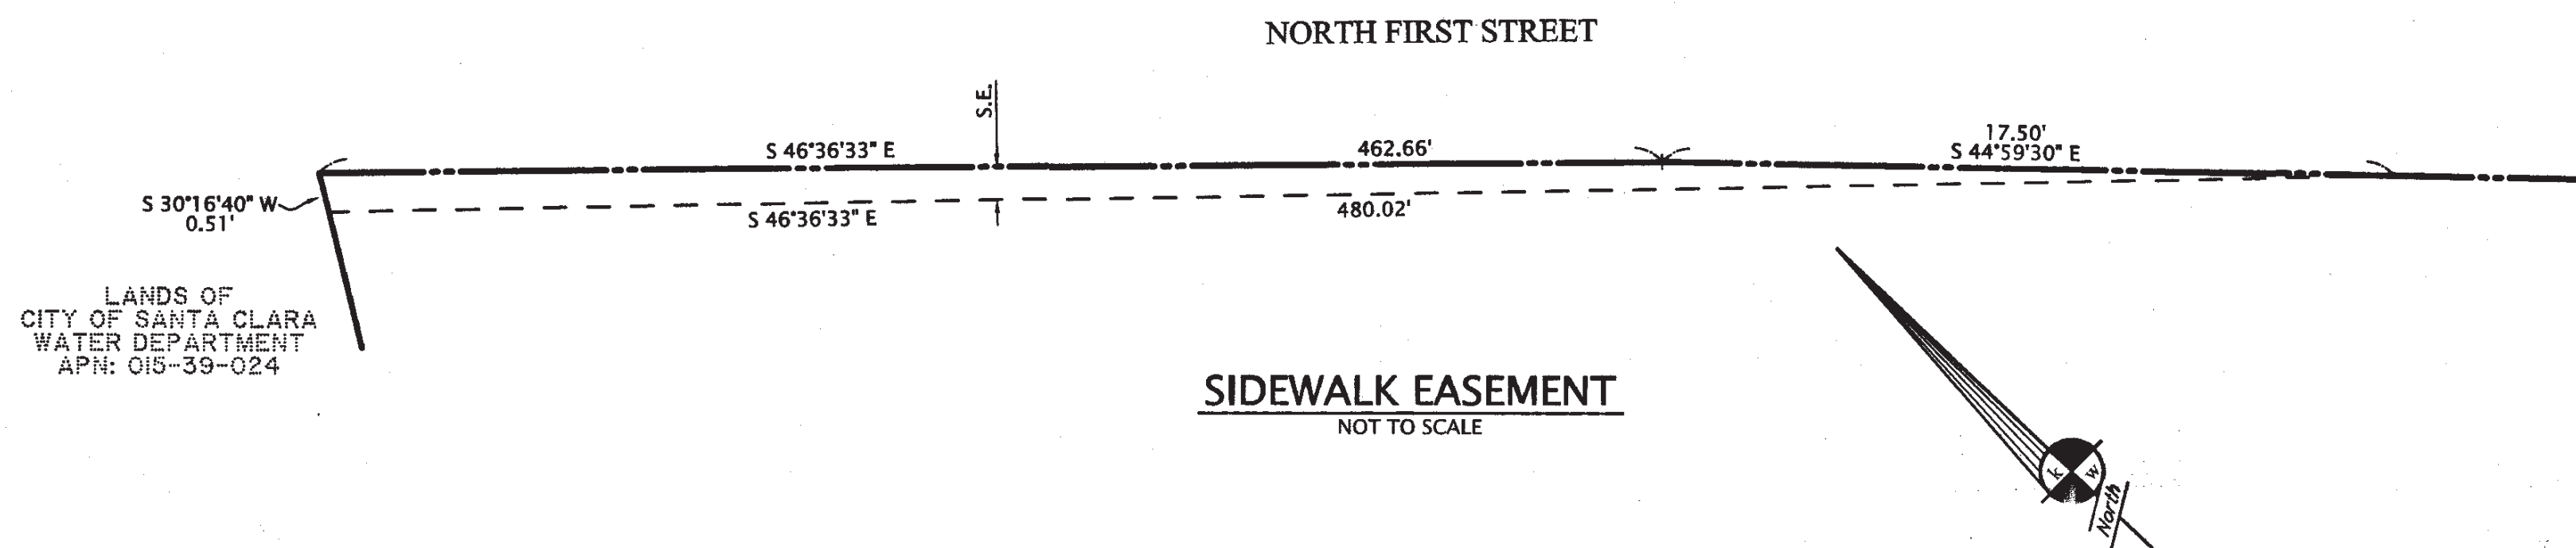 NORTH FIRST STREET
S.E.
S 46°36'33" E
462.66'
17.50'
S 44°59'30" E
S 30°16'40" W
0.51'
S 46°36'33" E
480.02'
LANDS OF
CITY OF SANTA CLARA
WATER DEPARTMENT
APN: 015-39-024
SIDEWALK EASEMENT
NOT TO SCALE
k
w
North